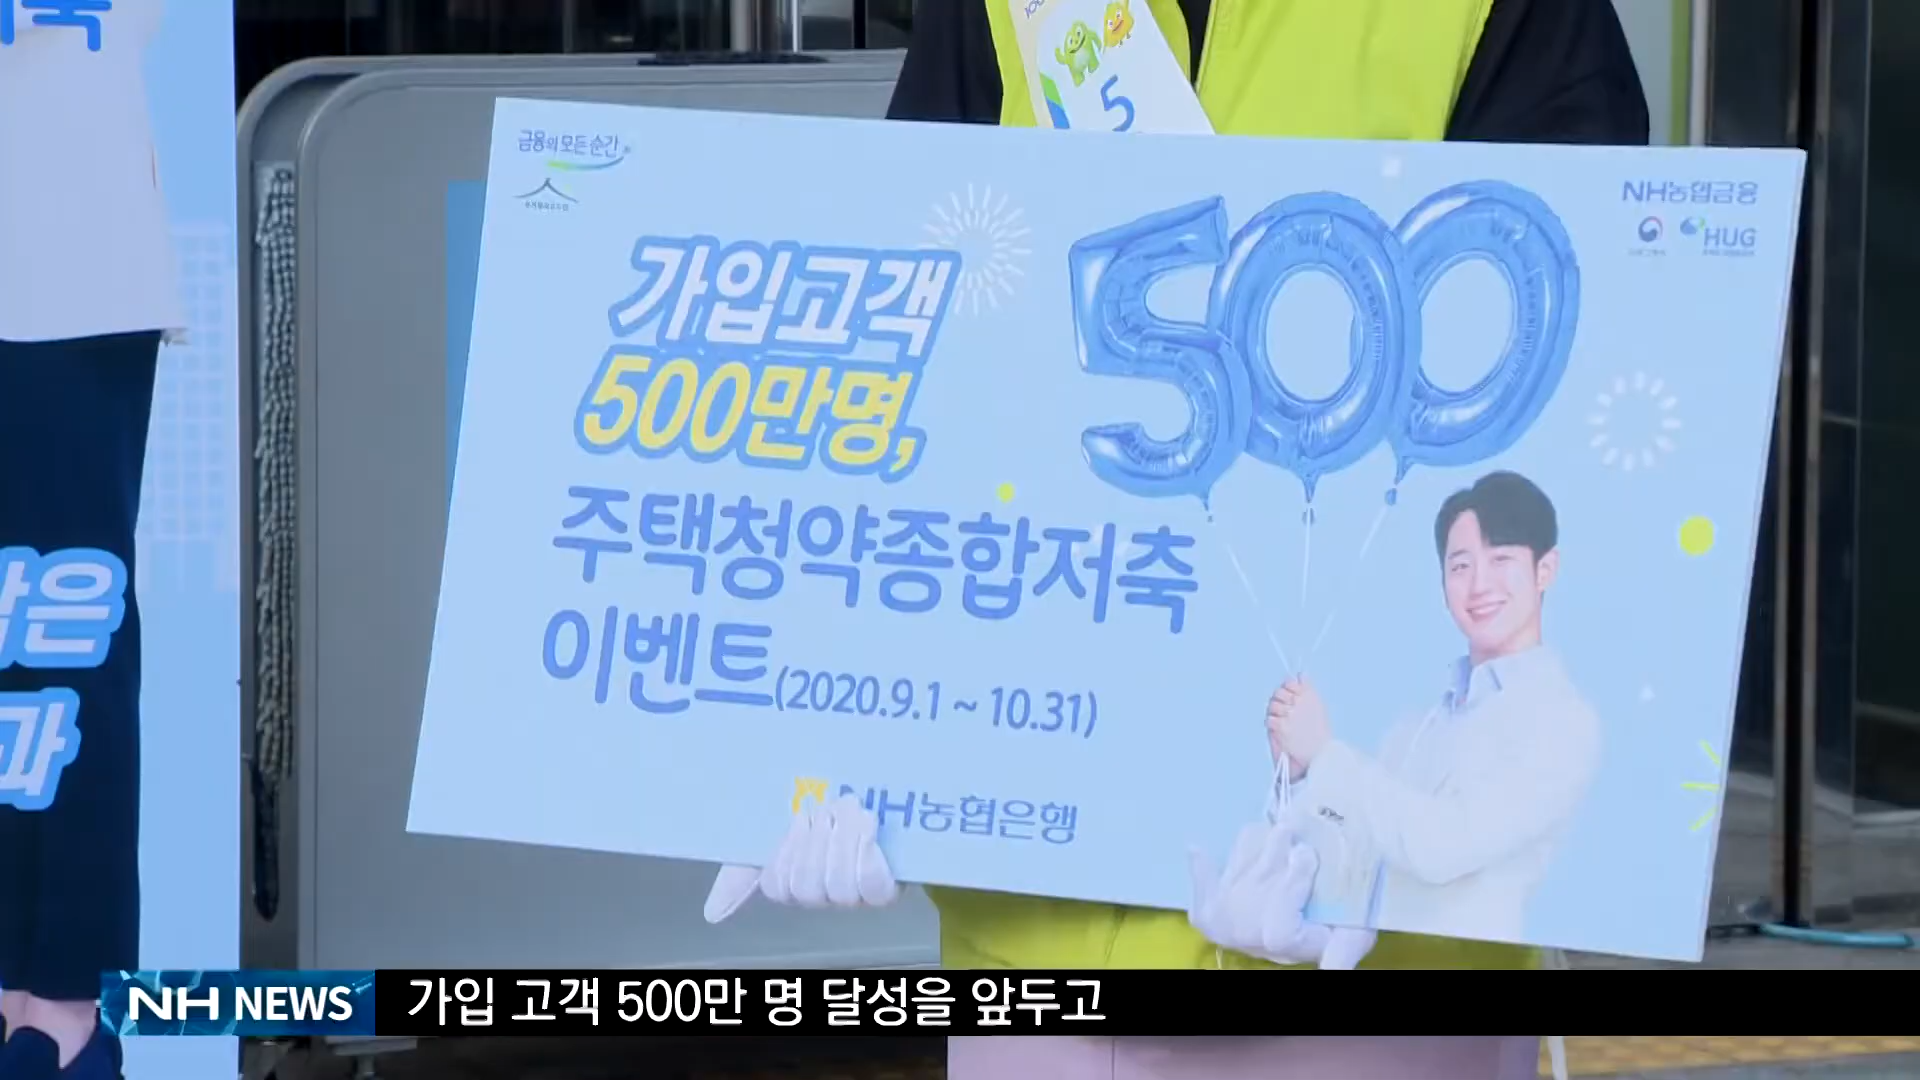 금융의 모든 순간
NH농협금융
HUG
5
500
가입고객
500만명,
주택청약종합저축
이벤트(2020.9.1 ~ 10.31)
NH농협은행
은
과
NH NEWS
가입 고객 500만 명 달성을 앞두고